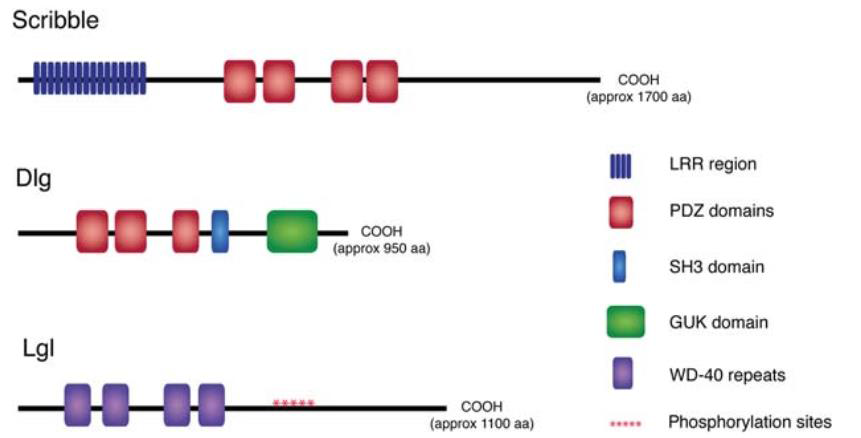 Scribble
COOH
(approx 1700 aa)
Dlg
COOH
(approx 950 aa)
Lgl
*****
COOH
(approx 1100 aa)
LRR region
PDZ domains
SH3 domain
GUK domain
WD-40 repeats
***** Phosphorylation sites